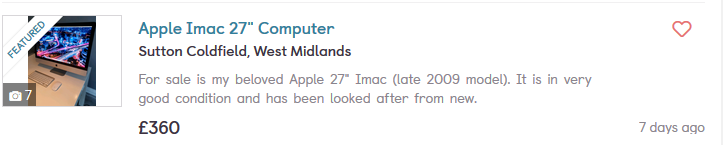 FEATURED
Apple Imac 27" Computer
Sutton Coldfield, West Midlands
For sale is my beloved Apple 27" Imac (late 2009 model). It is in very
good condition and has been looked after from new.
7
£360
7 days ago